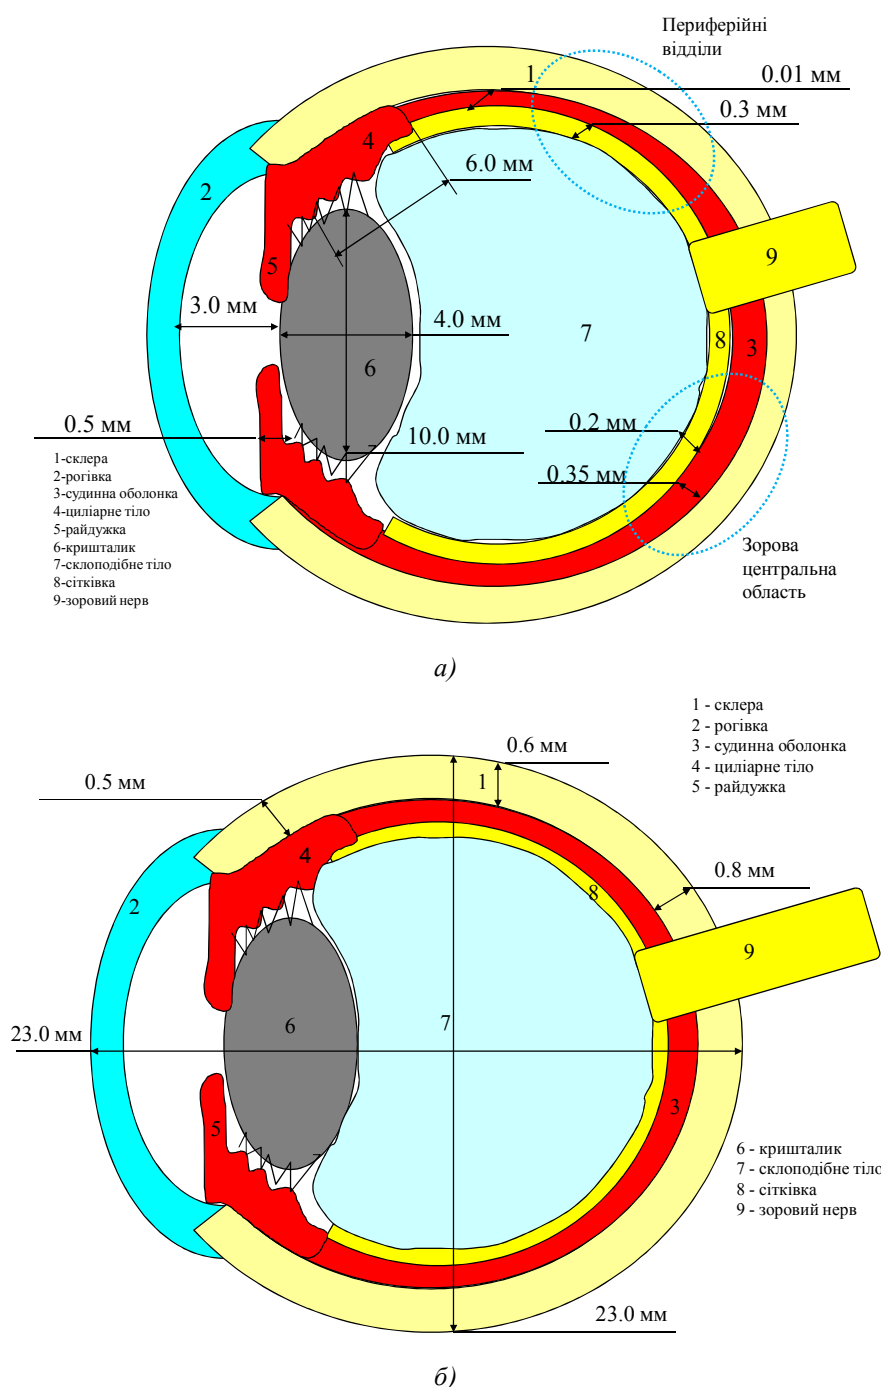 Периферійні
відділи
1
0.01 мм
0.3 мм
4
6.0 мм
2
9
5
3.0 мм
4.0 мм
7
8
3
6
0.5 мм
10.0 мм
0.2 мм
0.35 мм
1-склера
2-рогівка
3-судинна оболонка
4-циліарне тіло
5-райдужка
6-кришталик
7-склоподібне тіло
8-сітківка
9-зоровий нерв
Зорова
центральна
область
а)
1 - склера
2 - рогівка
3 - судинна оболонка
4 - циліарне тіло
5 - райдужка
0.6 мм
0.5 мм
1
4
0.8 мм
8
2
9
6
7
23.0 мм
3
5
6 - кришталик
7 - склоподібне тіло
8 - сітківка
9 - зоровий нерв
23.0 мм
б)